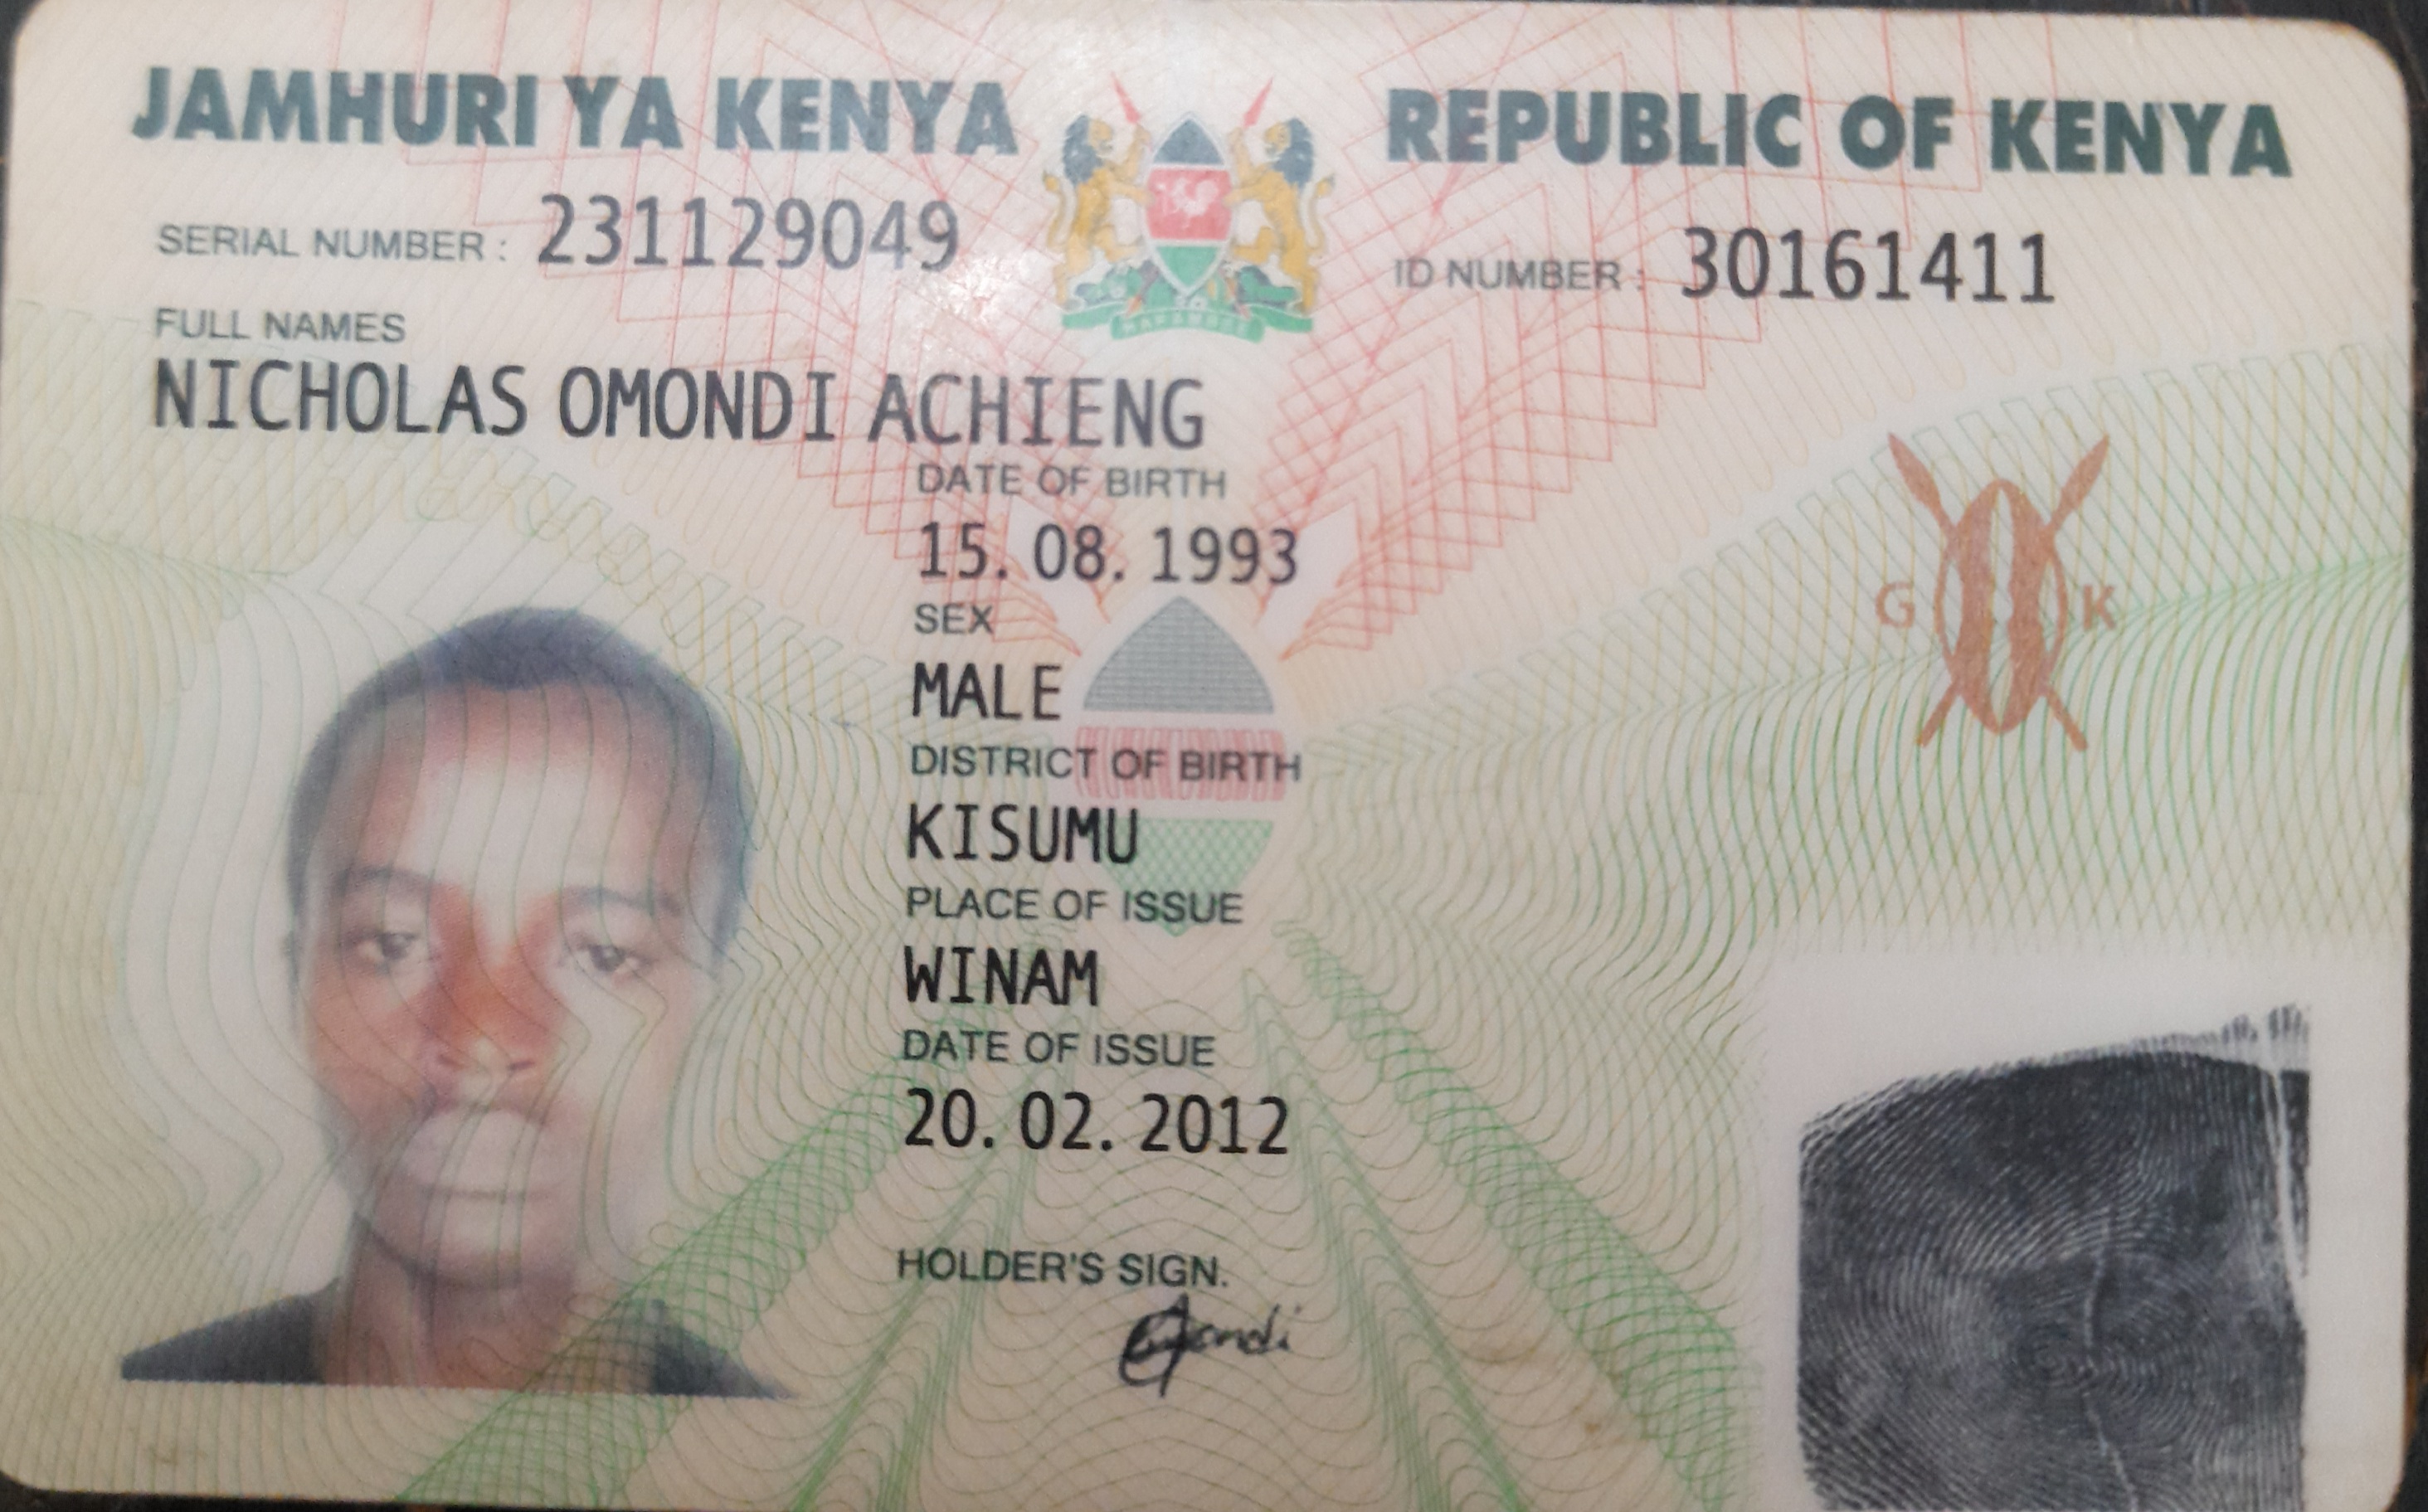 JAMHURI YA KENYA REPUBLIC OF KENYA
SERIAL NUMBER : 231129049 ID NUMBER : 30161411
FULL NAMES
NICHOLAS OMONDI ACHIENG
DATE OF BIRTH
15. 08. 1993
SEX
MALE
G K
DISTRICT OF BIRTH
KISUMU
PLACE OF ISSUE
WINAM
DATE OF ISSUE
20. 02. 2012
HOLDER'S SIGN.